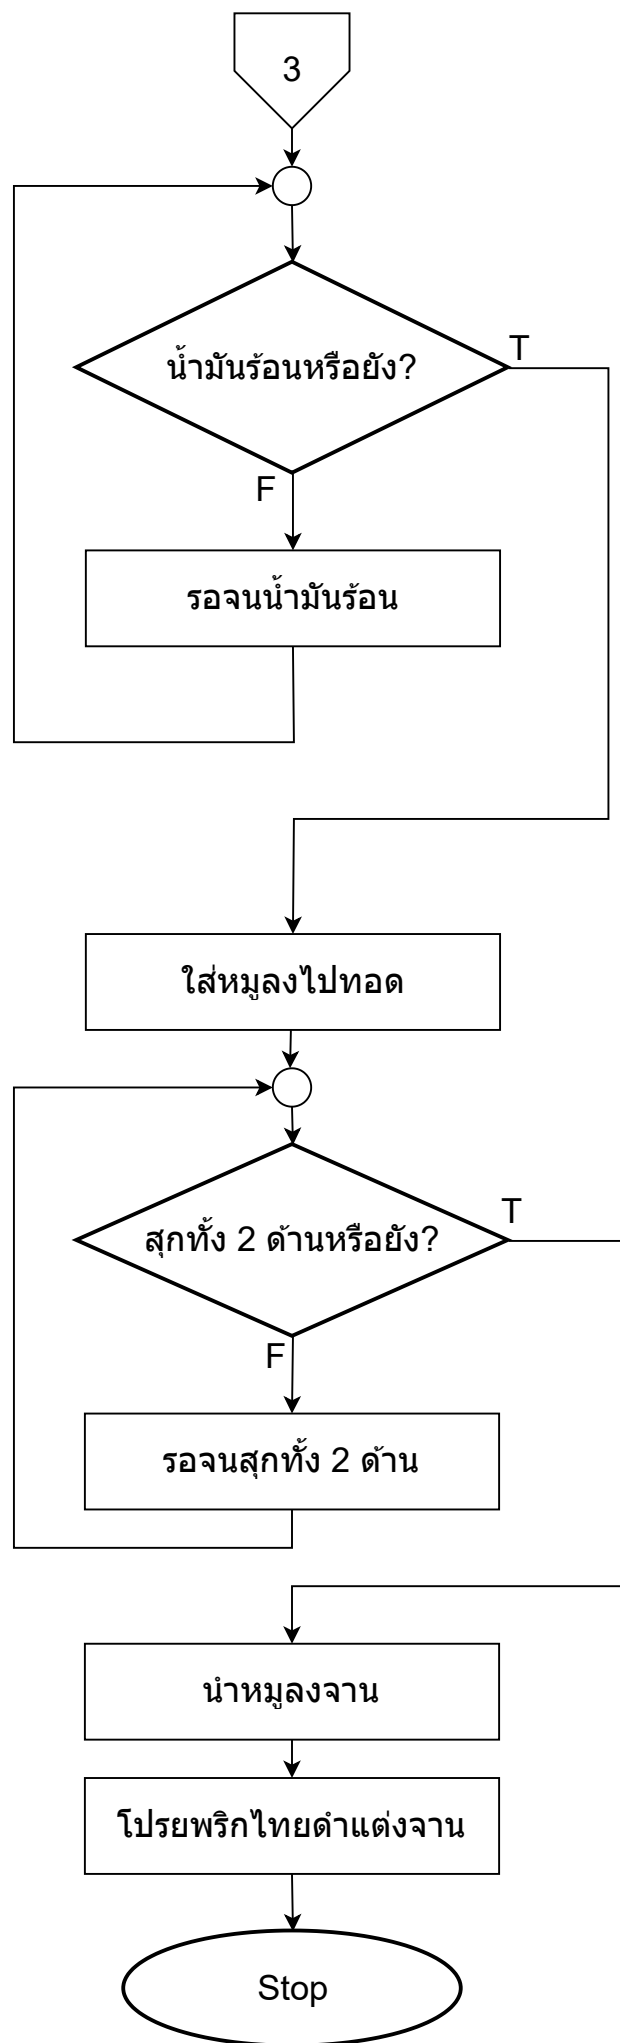 3
น้ำมันร้อนหรือยัง?
T
F
รอจนน้ำมันร้อน
ใส่หมูลงไปทอด
สุกทั้ง 2 ด้านหรือยัง?
T
F
รอจนสุกทั้ง 2 ด้าน
นำหมูลงจาน
โปรยพริกไทยดำแต่งจาน
Stop